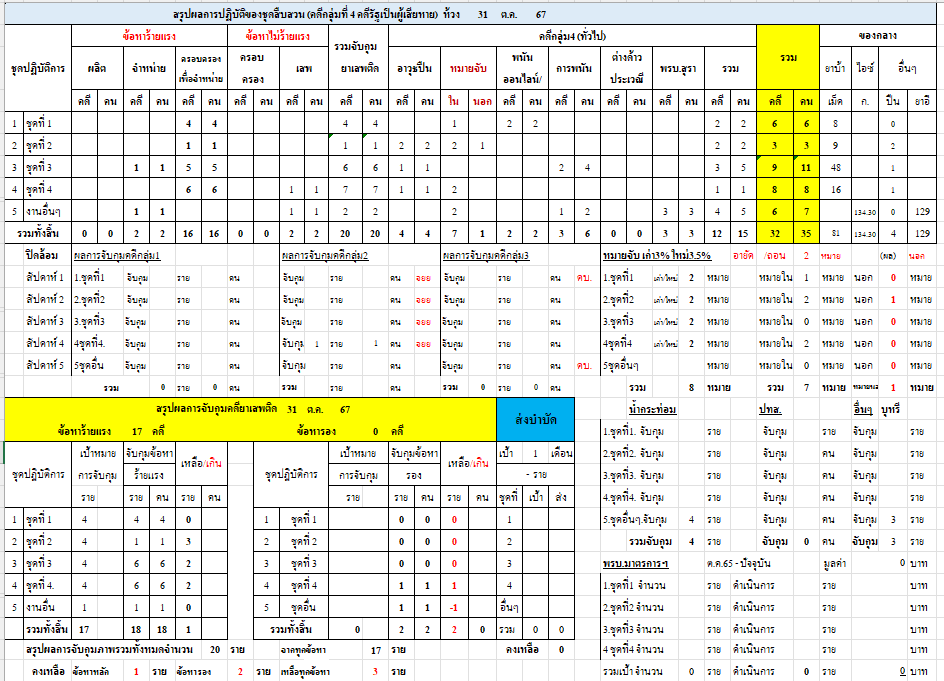 สรุปผลการปฏิบัติของชุดสืบสวน (คดีกลุ่มที่ 4 คดีรัฐเป็นผู้เสียหาย) ห้วง 31 ต.ค. 67
ชุดปฏิบัติการ ข้อหาร้ายแรง ข้อหาไม่ร้ายแรง รวมจับกุม ยาเสพติด คดีกลุ่ม4 (ทั่วไป) รวม ของกลาง
ผลิต จำหน่าย ครอบครอง เพื่อจำหน่าย ครอบ ครอง เสพ อาวุธปืน หมายจับ พนัน ออนไลน์/ การพนัน ต่างด้าว ประเวณี พรบ.สุรา รวม ยาบ้า ไอซ์ อื่นๆ
คดี คน คดี คน คดี คน คดี คน คดี คน คดี คน คดี คน ใน นอก คดี คน คดี คน คดี คน คดี คน คดี คน คดี คน เม็ด ก. ปืน ยาอี
1 ชุดที่ 1 4 4 4 4 1 2 2 2 2 6 6 8 0
2 ชุดที่ 2 1 1 1 1 2 2 2 1 2 2 3 3 9 2
3 ชุดที่ 3 1 1 5 5 6 6 1 1 2 4 3 5 9 11 48 1
4 ชุดที่ 4 6 6 1 1 7 7 1 1 2 1 1 8 8 16 1
5 งานอื่นๆ 1 1 1 1 2 2 2 1 2 3 3 4 5 6 7 134.30 0 129
รวมทั้งสิ้น 0 0 2 2 16 16 0 0 2 2 20 20 4 4 7 1 2 2 3 6 0 0 3 3 12 15 32 35 81 134.30 4 129
ปิดล้อม ผลการจับกุมคดีกลุ่ม1 ผลการจับกุมคดีกลุ่ม2 ผลการจับกุมคดีกลุ่ม3 หมายจับ เก่า3% ใหม่3.5% อายัด /ถอน 2 หมาย (ผล) นอก
สัปดาห์ 1 1.ชุดที่1 จับกุม ราย คน จับกุม ราย คน จยย จับกุม ราย คน คบ. 1.ชุดที่1 เก่า/ใหม่ 2 หมาย หมายใน 1 หมาย นอก 0 หมาย
สัปดาห์ 2 2.ชุดที่2 จับกุม ราย คน จับกุม ราย คน จยย จับกุม ราย คน 2.ชุดที่2 เก่า/ใหม่ 2 หมาย หมายใน 2 หมาย นอก 1 หมาย
สัปดาห์ 3 3.ชุดที่3 จับกุม ราย คน จับกุม ราย คน จยย จับกุม ราย คน 3.ชุดที่3 เก่า/ใหม่ 2 หมาย หมายใน 0 หมาย นอก 0 หมาย
สัปดาห์ 4 4ชุดที่4. จับกุม ราย คน จับกุม 1 ราย 1 คน จยย จับกุม ราย คน 4ชุดที่4 เก่า/ใหม่ 2 หมาย หมายใน 2 หมาย นอก 0 หมาย
สัปดาห์ 5 5ชุดอื่น จับกุม ราย คน จับกุม ราย คน จับกุม ราย คน คบ. 5ชุดอื่นๆ หมาย หมายใน 0 หมาย นอก 0 หมาย
รวม 0 ราย 0 คน รวม ราย คน รวม 0 ราย 0 คน รวม 8 หมาย รวม 7 หมาย 1 หมาย
สรุปผลการจับกุมคดียาเสพติด 31 ต.ค. 67 ส่งบำบัด น้ำกระท่อม ปทส. อื่นๆ บุหรี่
ข้อหาร้ายแรง 17 คดี ข้อหารอง 0 คดี 1.ชุดที่1. จับกุม ราย จับกุม ราย จับกุม ราย
ชุดปฏิบัติการ เป้าหมาย การจับกุม จับกุมข้อหา ร้ายแรง เหลือ/เกิน ชุดปฏิบัติการ เป้าหมาย การจับกุม จับกุมข้อหา รอง เหลือ/เกิน เป้า 1 เดือน 2.ชุดที่2. จับกุม ราย จับกุม คน จับกุม ราย
- ราย 3.ชุดที่3. จับกุม ราย จับกุม คน จับกุม ราย
ราย ราย คน ราย คน ราย ราย คน ราย คน ชุดที่ เป้า ส่ง 4.ชุดที่4. จับกุม ราย จับกุม คน จับกุม ราย
1 ชุดที่ 1 4 4 4 0 1 ชุดที่ 1 0 0 0 1 5.ชุดอื่นๆ.จับกุม 4 ราย จับกุม คน จับกุม 3 ราย
2 ชุดที่ 2 4 1 1 3 2 ชุดที่ 2 0 0 0 2 รวมจับกุม 4 ราย จับกุม 0 คน จับกุม 3 ราย
3 ชุดที่ 3 4 6 6 2 3 ชุดที่ 3 0 0 0 3 พรบ.มาตรการฯ ต.ค.65 - ปัจจุบัน มูลค่า 0 บาท
4 ชุดที่ 4. 4 6 6 2 4 ชุดที่ 4 1 1 1 4 1.ชุดที่1 จำนวน ราย ดำเนินการ ราย บาท
5 งานอื่น 1 1 1 0 5 ชุดอื่น 1 1 -1 อื่นๆ 2.ชุดที่2 จำนวน ราย ดำเนินการ ราย บาท
รวมทั้งสิ้น 17 18 18 1 รวมทั้งสิ้น 0 2 2 2 0 รวม 0 0 3.ชุดที่3 จำนวน ราย ดำเนินการ ราย บาท
สรุปผลการจับกุมภาพรวมทั้งหมดจำนวน 20 ราย จากทุกข้อหา 17 ราย คงเหลือ 0 4 ชุดที่4 จำนวน ราย ดำเนินการ ราย บาท
คงเหลือ ข้อหาหลัก 1 ราย ข้อหารอง 2 ราย เหลือทุกข้อหา 3 ราย รวมเป้า จำนวน 0 ราย ดำเนินการ 0 ราย 0 บาท